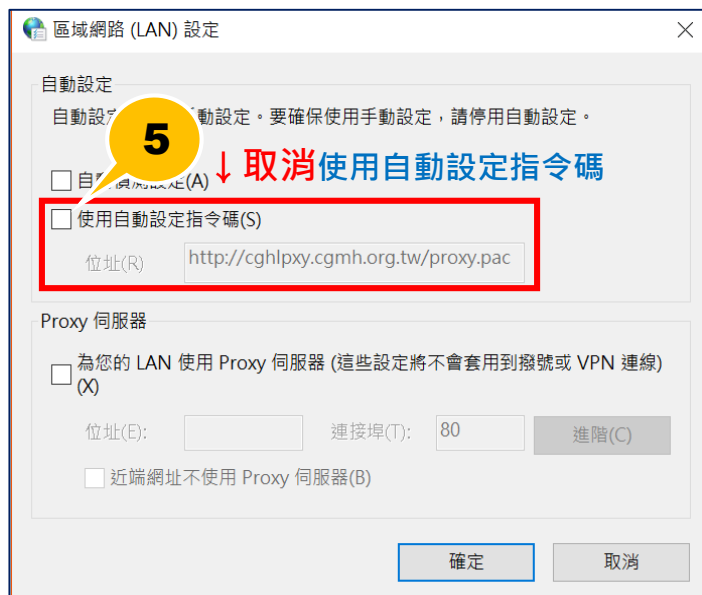 區域網路 (LAN) 設定
自動設定
自動設定 手動設定。要確保使用手動設定，請停用自動設定。
5
↓取消使用自動設定指令碼
自 偵測設定(A)
使用自動設定指令碼(S)
位址(R)
http://cghlpxy.cgmh.org.tw/proxy.pac
Proxy 伺服器
為您的 LAN 使用 Proxy 伺服器 (這些設定將不會套用到撥號或 VPN 連線)
(X)
位址(E):
連接埠(T):
80
進階(C)
近端網址不使用 Proxy 伺服器(B)
確定
取消